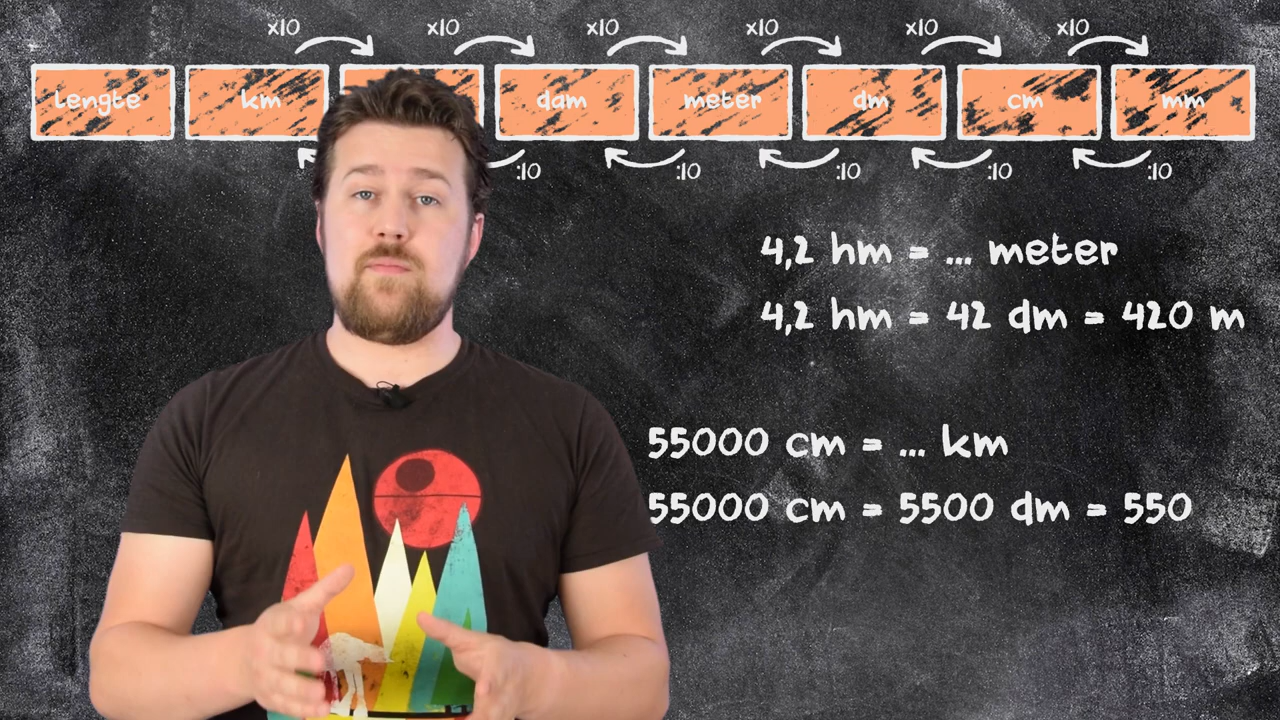 x10 x10 x10 x10 x10 x10
lengte km dam meter dm cm mm
:10 :10 :10 :10 :10
4,2 hm = ... meter
4,2 hm = 42 dm = 420 m
55000 cm = ... km
55000 cm = 5500 dm = 550